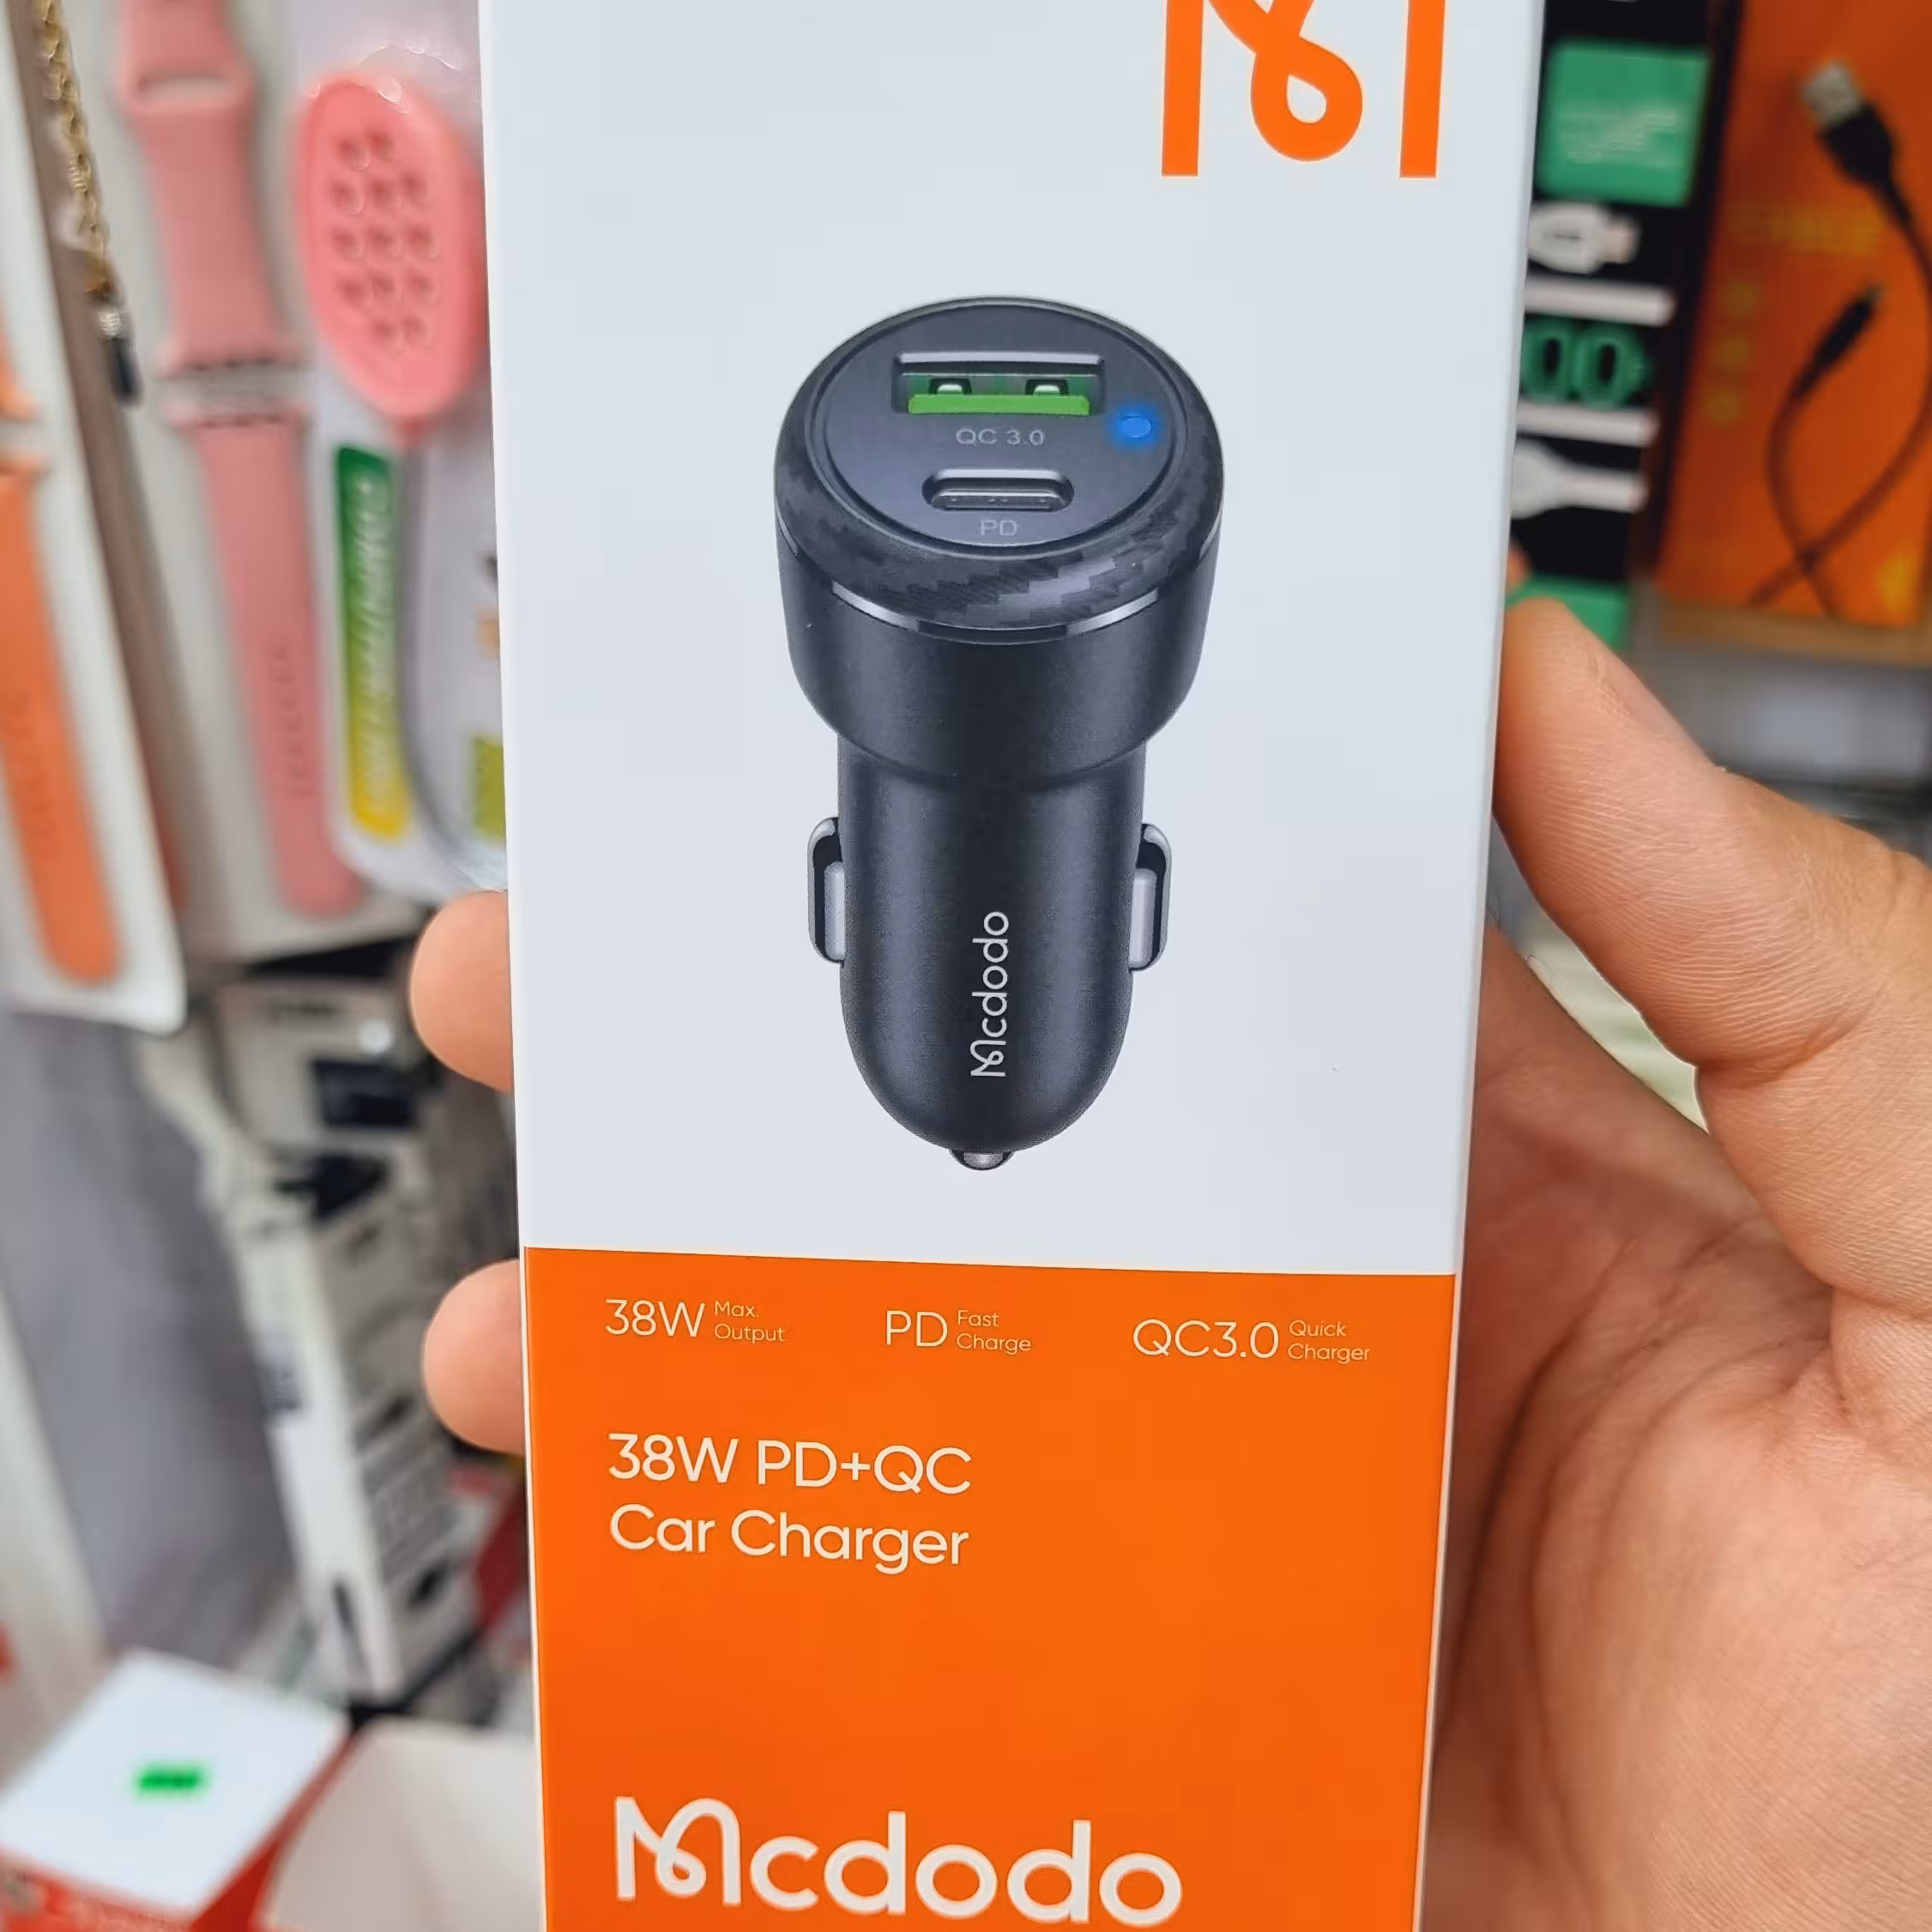 QC 3.0
PD
Mcdodo
38W Max. Output
PD Fast Charge
QC3.0 Quick Charger
38W PD+QC
Car Charger
Mcdodo